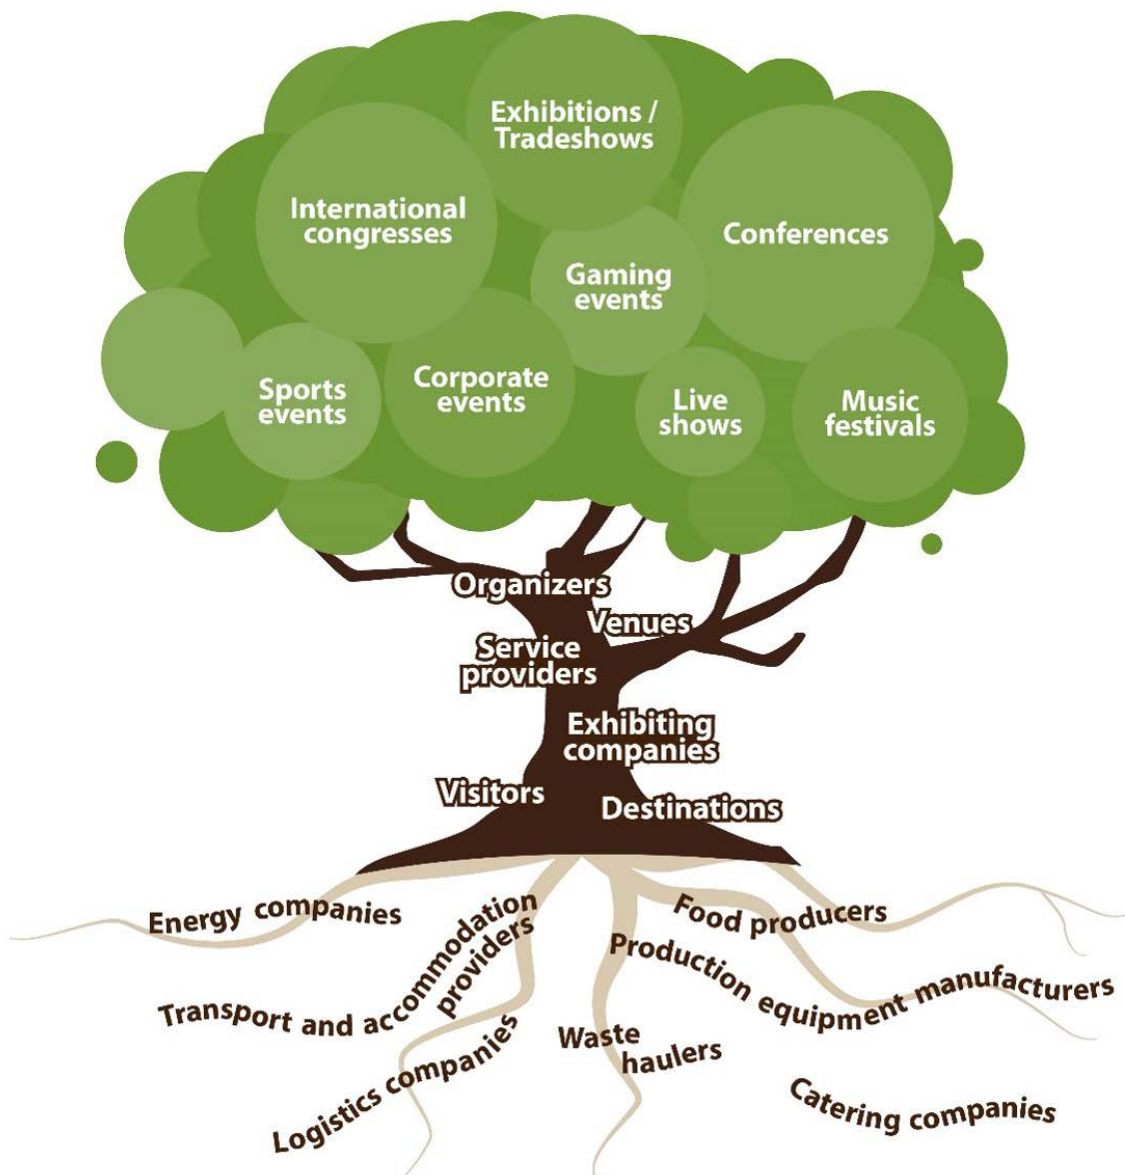 Exhibitions /
Tradeshows
International
congresses
Conferences
Gaming
events
Sports
events
Corporate
events
Live
shows
Music
festivals
Organizers
Venues
Service
providers
Exhibiting
companies
Visitors
Destinations
Energy companies
Food producers
Transport and accommodation
providers
Production equipment manufacturers
Logistics companies
Waste
haulers
Catering companies